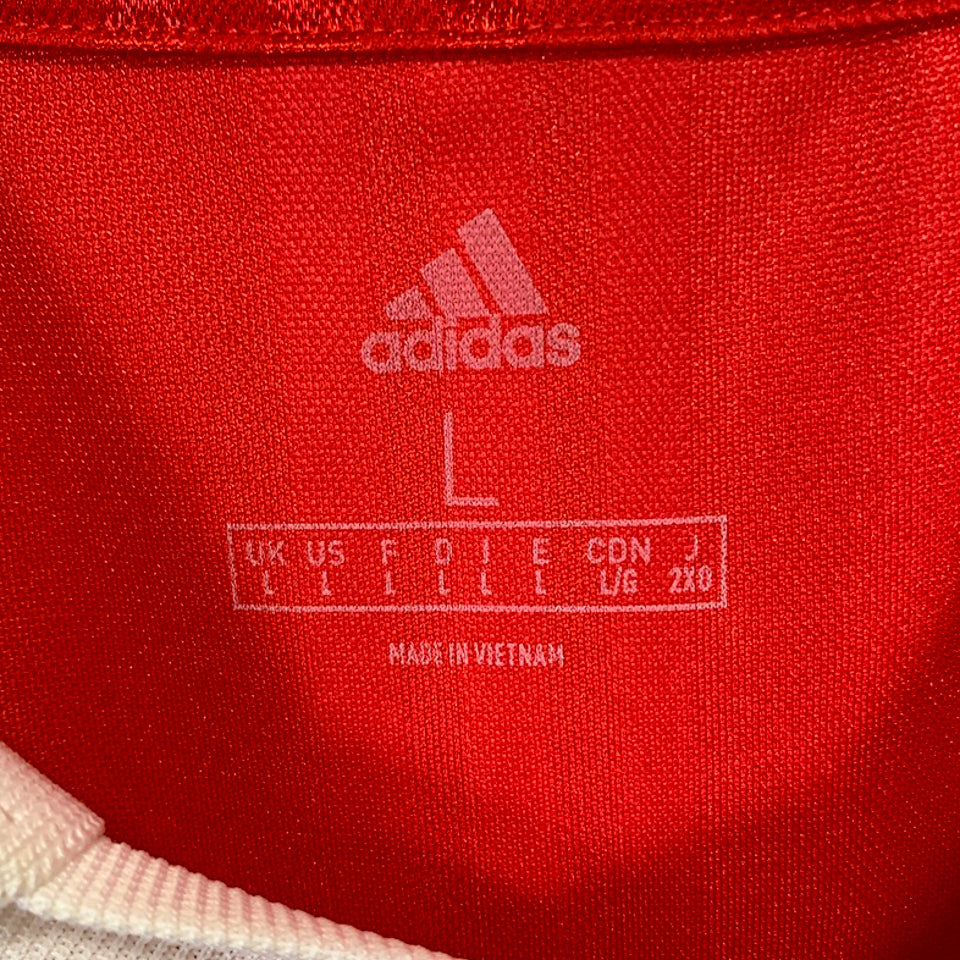 adidas
L
UK US F D I E CDN J
L L L L L L L/G 2XO
MADE IN VIETNAM